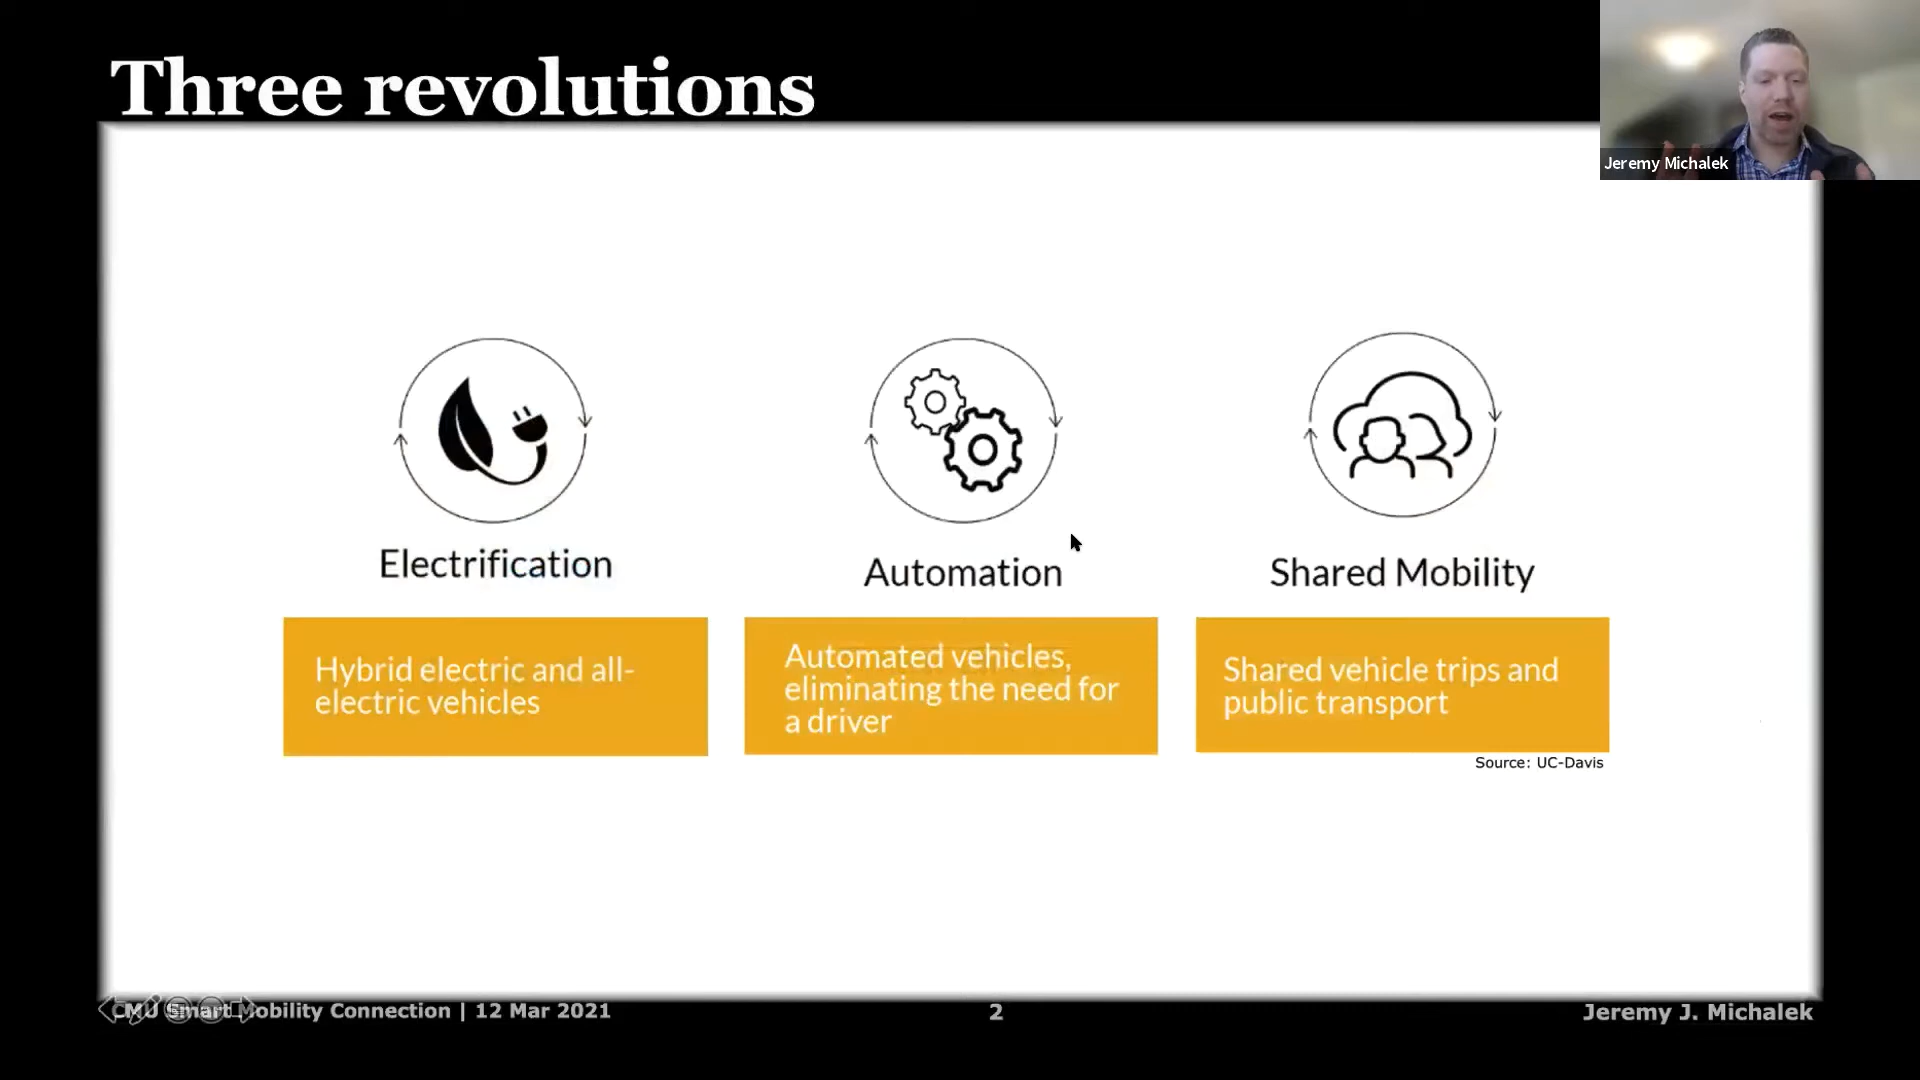 Three revolutions
Jeremy Michalek
Electrification
Automation
Shared Mobility
Hybrid electric and all-
electric vehicles
Automated vehicles,
eliminating the need for
a driver
Shared vehicle trips and
public transport
Source: UC-Davis
CMU Smart Mobility Connection | 12 Mar 2021
2
Jeremy J. Michalek